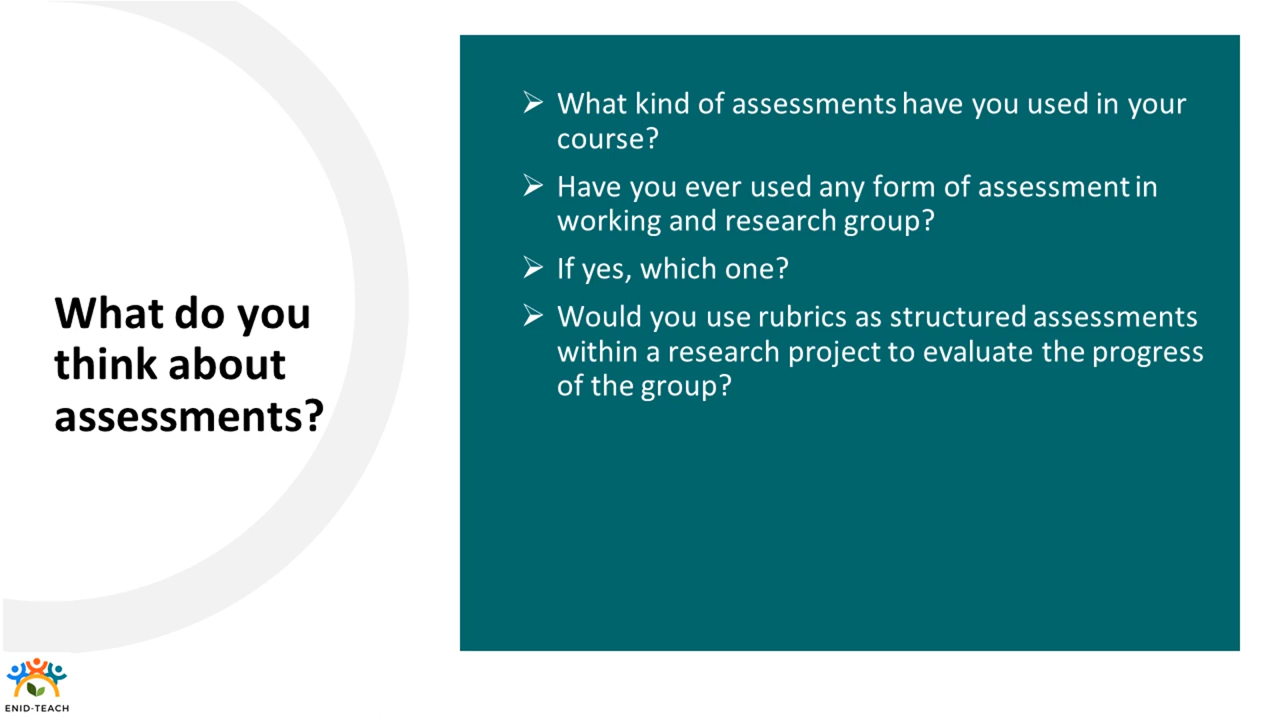 What do you
think about
assessments?
➢ What kind of assessments have you used in your
course?
➢ Have you ever used any form of assessment in
working and research group?
➢ If yes, which one?
➢ Would you use rubrics as structured assessments
within a research project to evaluate the progress
of the group?
ENID-TEACH